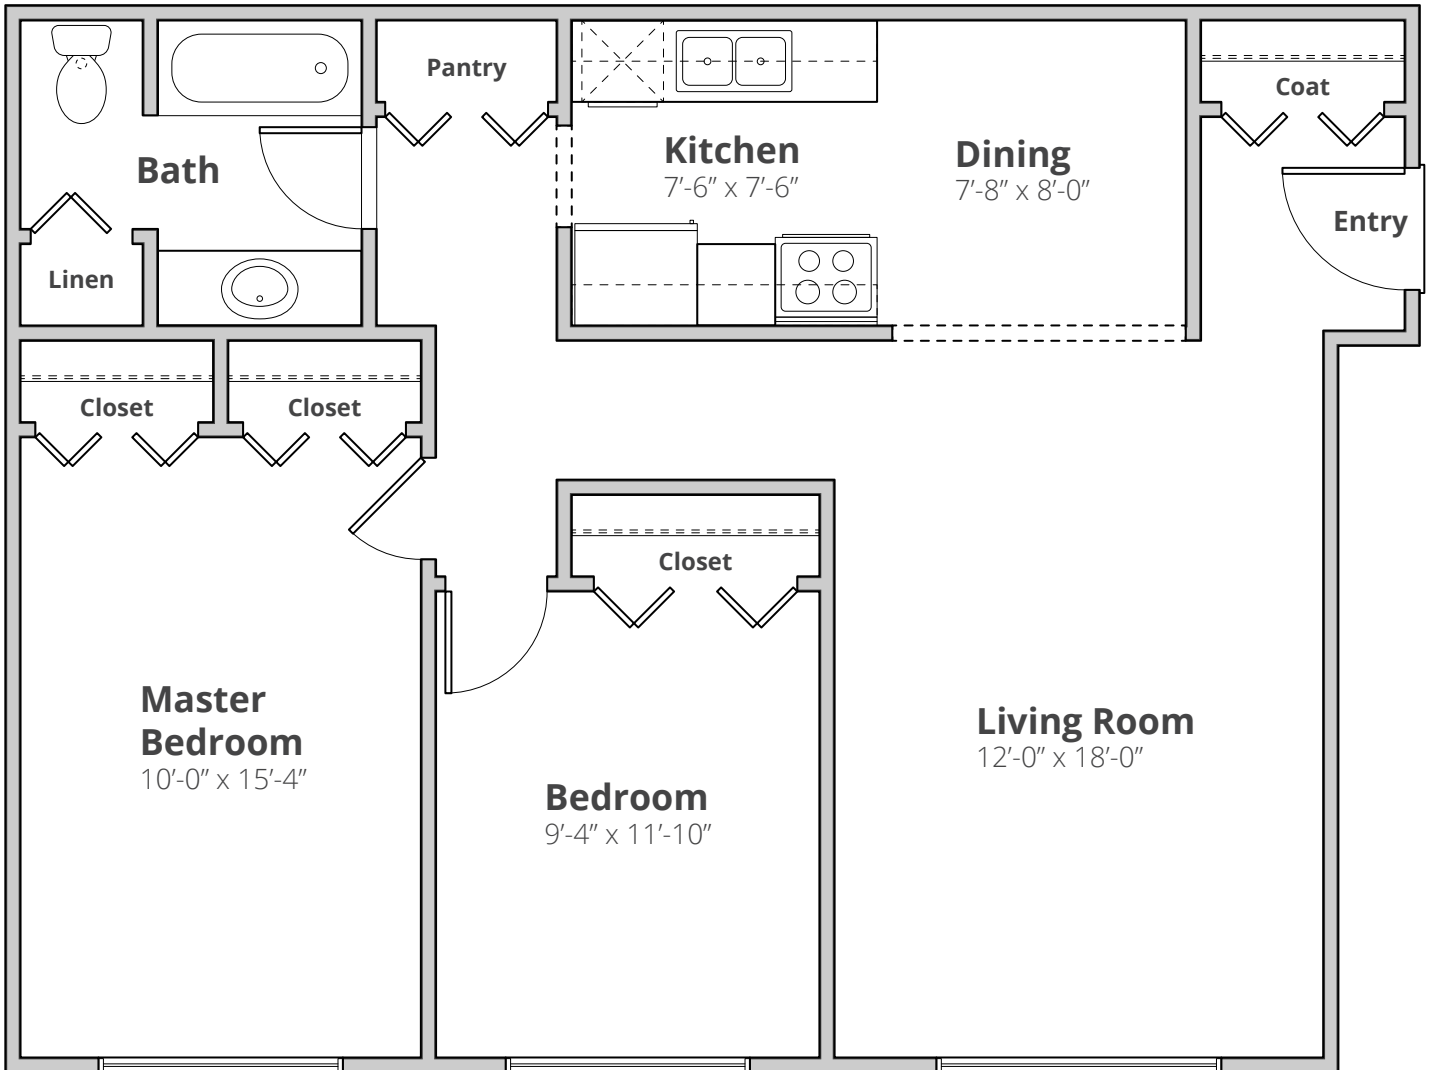 Pantry
Coat
Kitchen
7’-6” x 7’-6”
Dining
7’-8” x 8’-0”
Bath
Entry
Linen
Closet
Closet
Closet
Master
Bedroom
10’-0” x 15’-4”
Living Room
12’-0” x 18’-0”
Bedroom
9’-4” x 11’-10”